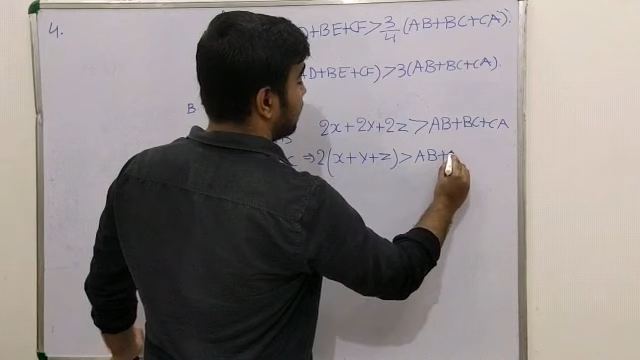 4.
D+BE+CF>3/4(AB+BC+CA).
+D+BE+CF)>3(AB+BC+CA)
B
2x+2y+2z>AB+BC+CA
⇒2(x+y+z)>AB+